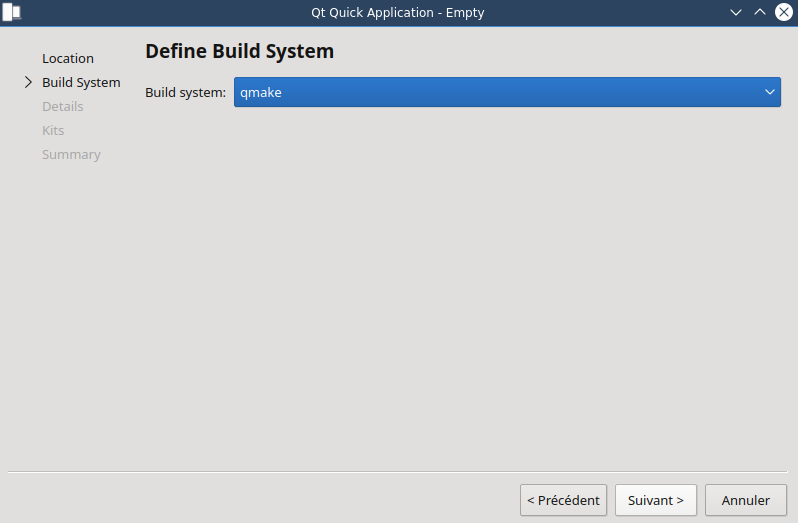 Qt Quick Application - Empty
Location
Build System
Details
Kits
Summary
Define Build System
Build system: qmake
< Précédent Suivant > Annuler